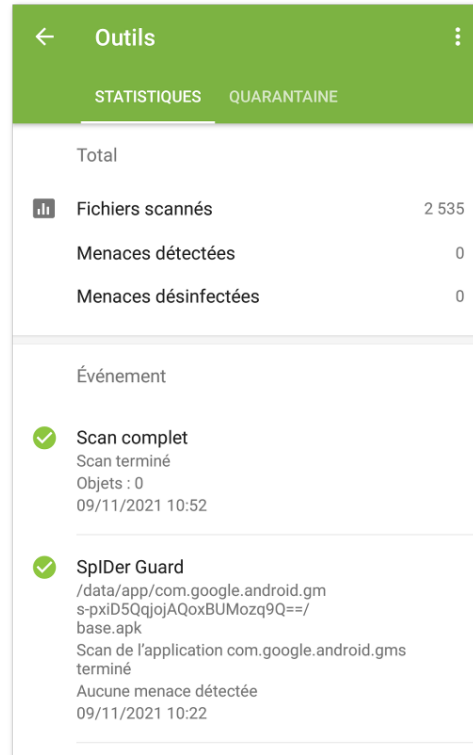 Outils
STATISTIQUES QUARANTAINE
Total
Fichiers scannés 2 535
Menaces détectées 0
Menaces désinfectées 0
Événement
Scan complet
Scan terminé
Objets : 0
09/11/2021 10:52
SpIDer Guard
/data/app/com.google.android.gm
s-pxiD5QqjojAQoxBUMozq9Q==/
base.apk
Scan de l'application com.google.android.gms
terminé
Aucune menace détectée
09/11/2021 10:22